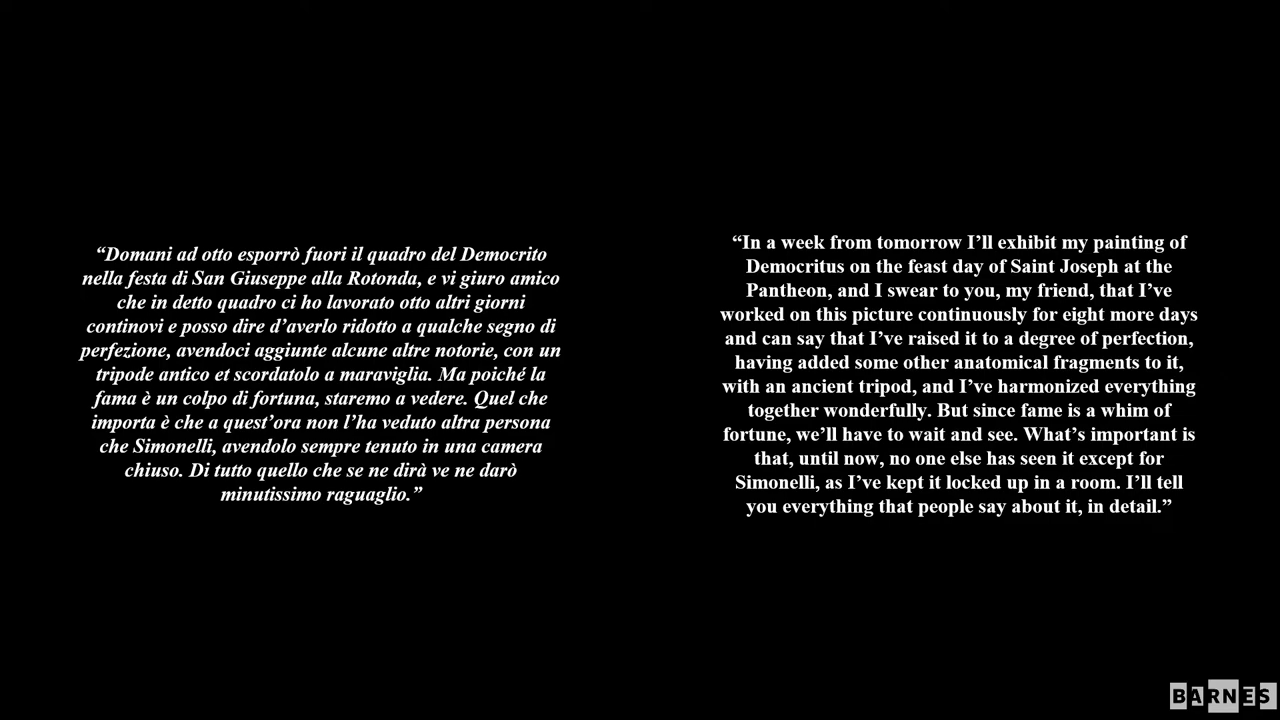 “Domani ad otto esporrò fuori il quadro del Democrito
nella festa di San Giuseppe alla Rotonda, e vi giuro amico
che in detto quadro ci ho lavorato otto altri giorni
continovi e posso dire d’averlo ridotto a qualche segno di
perfezione, avendoci aggiunte alcune altre notorie, con un
tripode antico et scordatolo a maraviglia. Ma poiché la
fama è un colpo di fortuna, staremo a vedere. Quel che
importa è che a quest’ora non l’ha veduto altra persona
che Simonelli, avendolo sempre tenuto in una camera
chiuso. Di tutto quello che se ne dirà ve ne darò
minutissimo raguaglio.”
“In a week from tomorrow I’ll exhibit my painting of
Democritus on the feast day of Saint Joseph at the
Pantheon, and I swear to you, my friend, that I’ve
worked on this picture continuously for eight more days
and can say that I’ve raised it to a degree of perfection,
having added some other anatomical fragments to it,
with an ancient tripod, and I’ve harmonized everything
together wonderfully. But since fame is a whim of
fortune, we’ll have to wait and see. What’s important is
that, until now, no one else has seen it except for
Simonelli, as I’ve kept it locked up in a room. I’ll tell
you everything that people say about it, in detail.”
BARNES